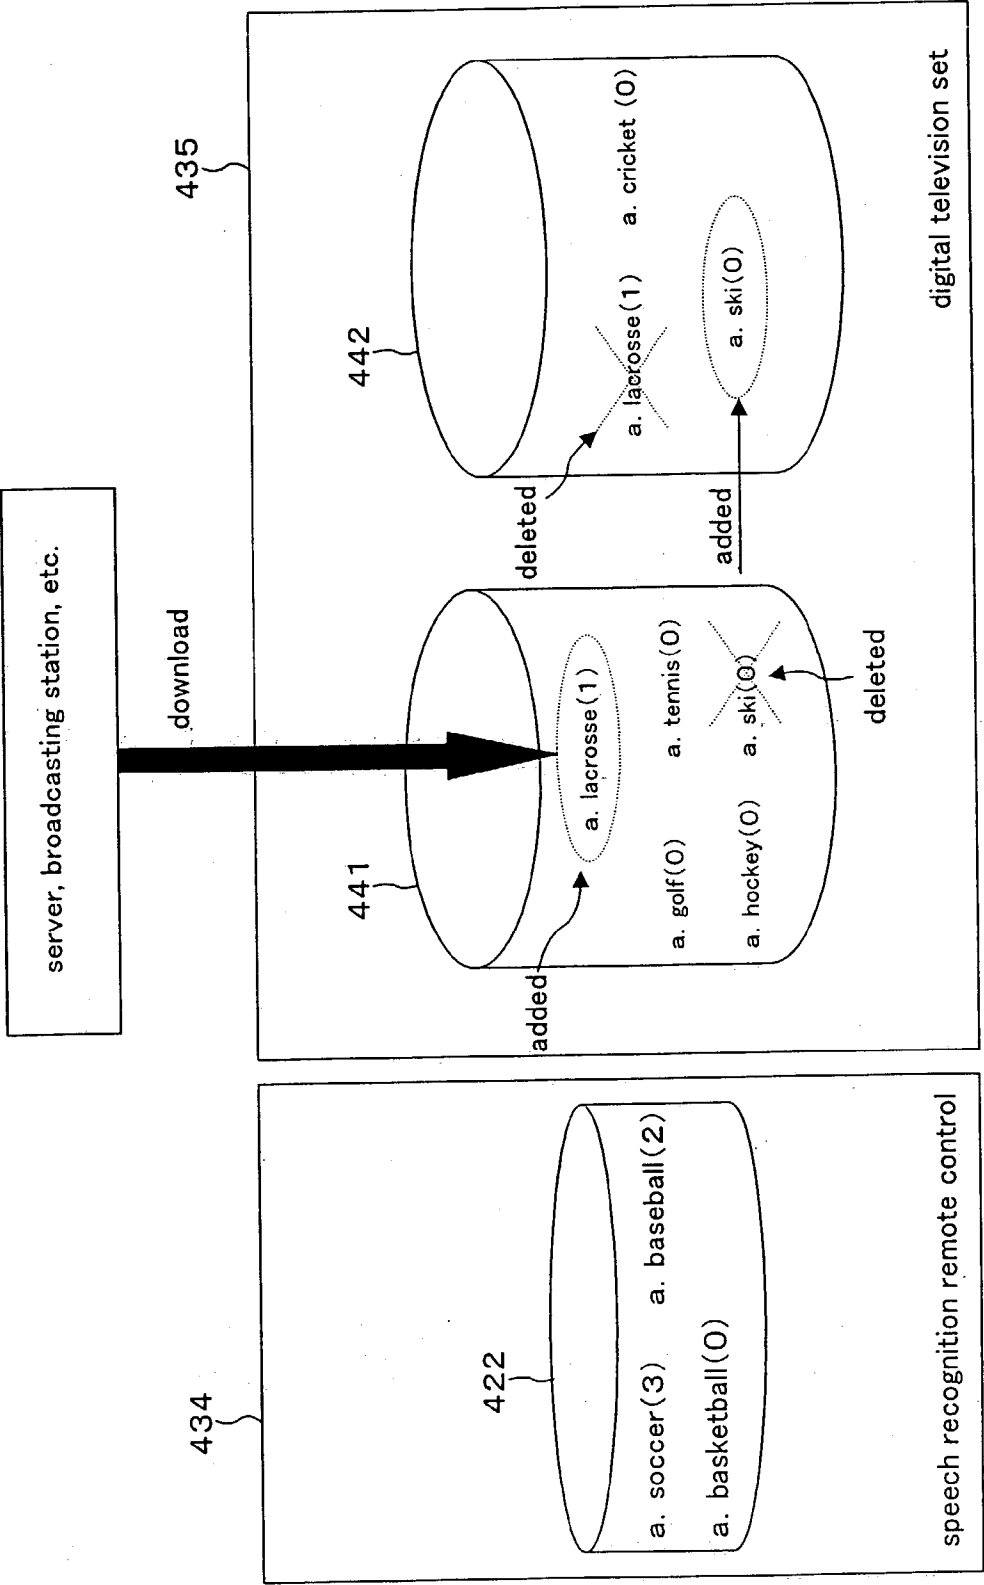 server, broadcasting station, etc.
download
434
422
a. soccer(3)
a. baseball(2)
a. basketball(0)
speech recognition remote control
435
441
added
a. lacrosse(1)
a. golf(0)
a. tennis(0)
a. hockey(0)
a. ski(0)
deleted
442
deleted
a. lacrosse(1)
a. cricket (0)
added
a. ski(0)
digital television set